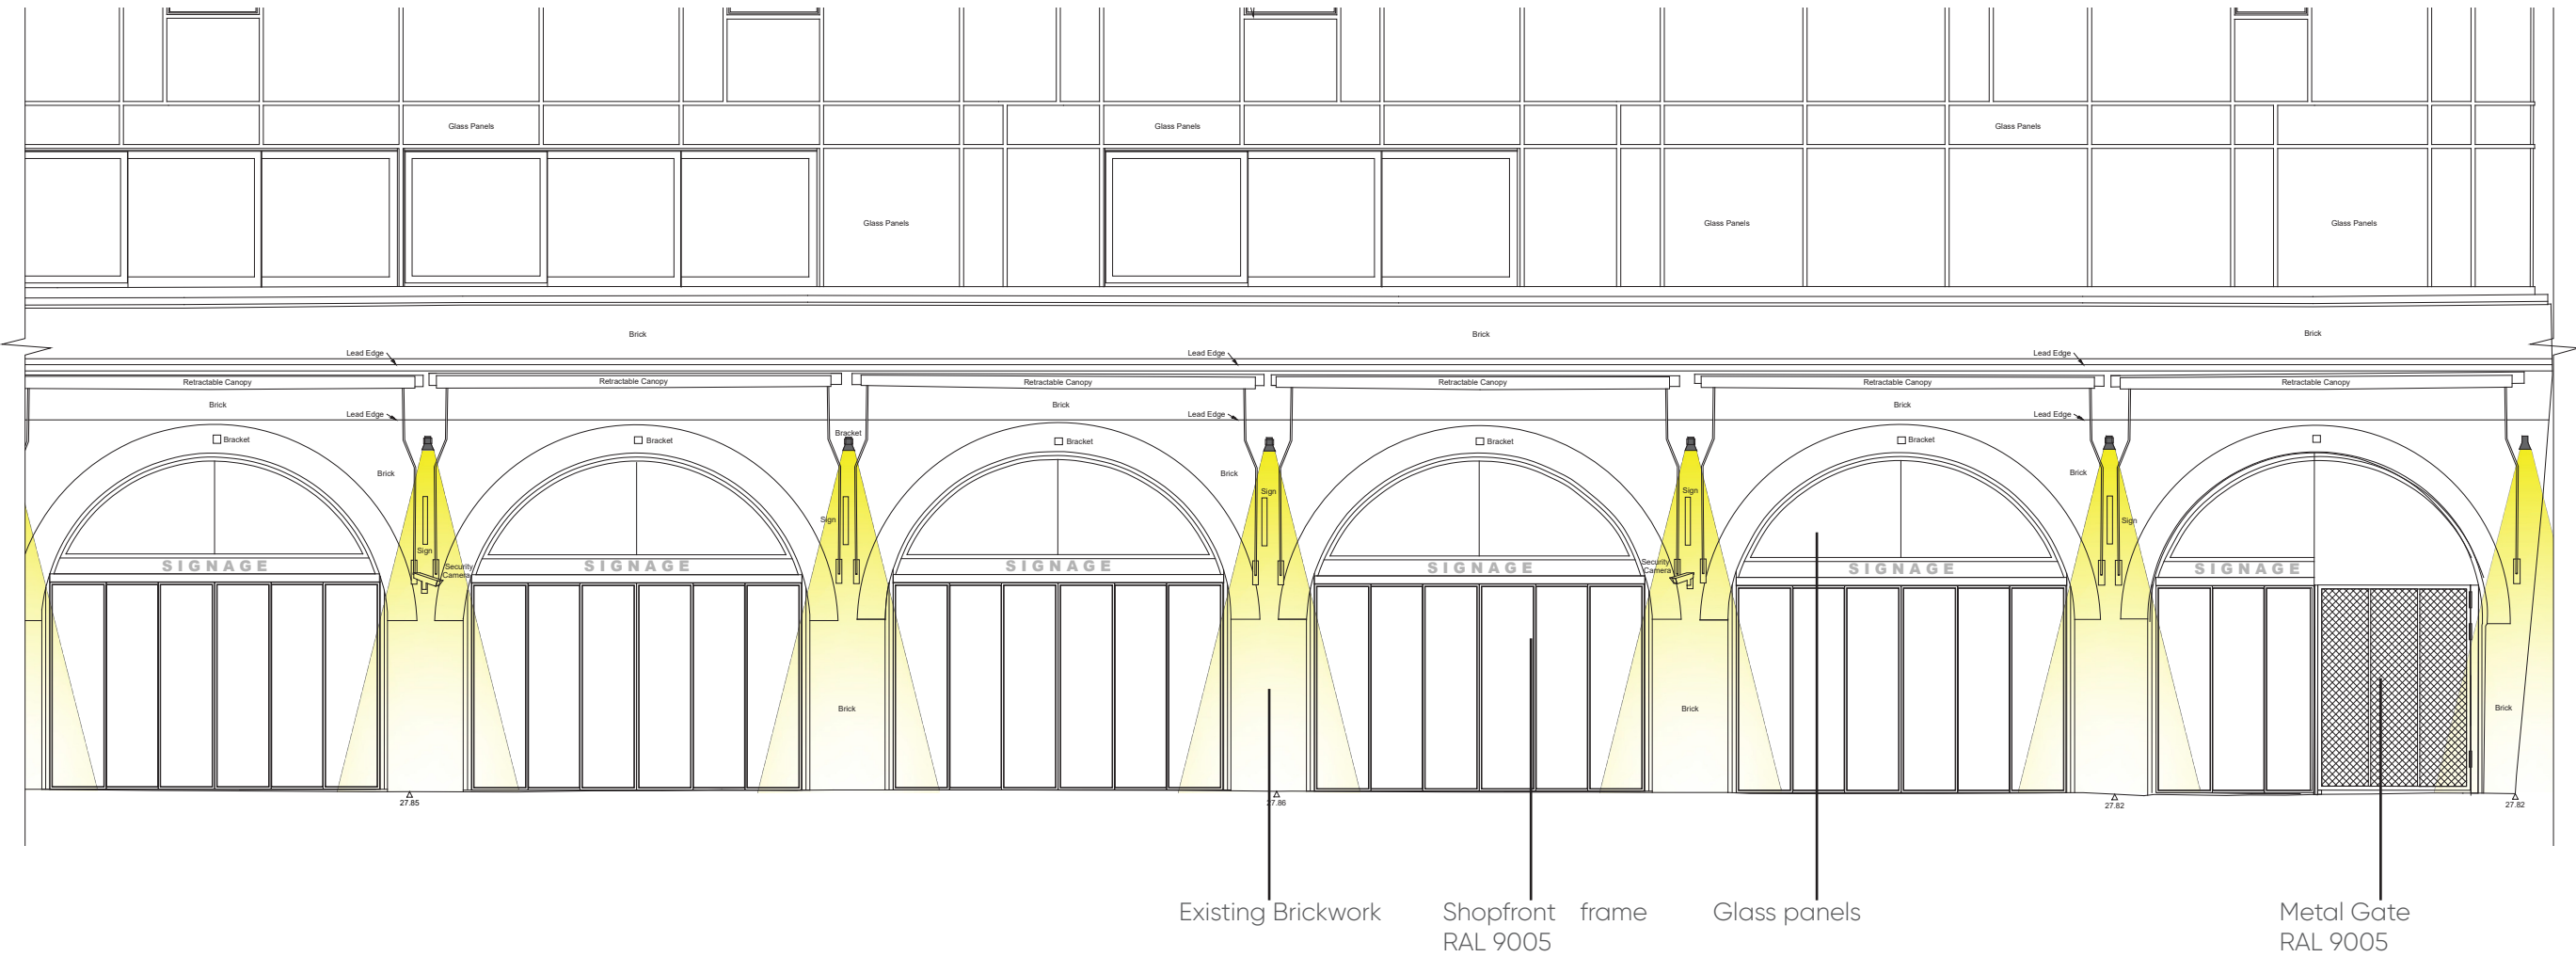 Glass Panels
Glass Panels
Glass Panels
Glass Panels
Glass Panels
Glass Panels
Brick
Brick
Brick
Lead Edge
Lead Edge
Lead Edge
Retractable Canopy
Retractable Canopy
Retractable Canopy
Retractable Canopy
Retractable Canopy
Retractable Canopy
Brick
Brick
Brick
Lead Edge
Lead Edge
Lead Edge
Bracket
Bracket
Bracket
Bracket
Bracket
Bracket
Brick
Brick
Brick
Sign
Sign
Sign
Sign
Sign
Security
Camera
Security
Camera
SIGNAGE
SIGNAGE
SIGNAGE
SIGNAGE
SIGNAGE
SIGNAGE
Brick
Brick
Brick
27.85
27.86
27.82
27.82
Existing Brickwork
Shopfront frame
RAL 9005
Glass panels
Metal Gate
RAL 9005